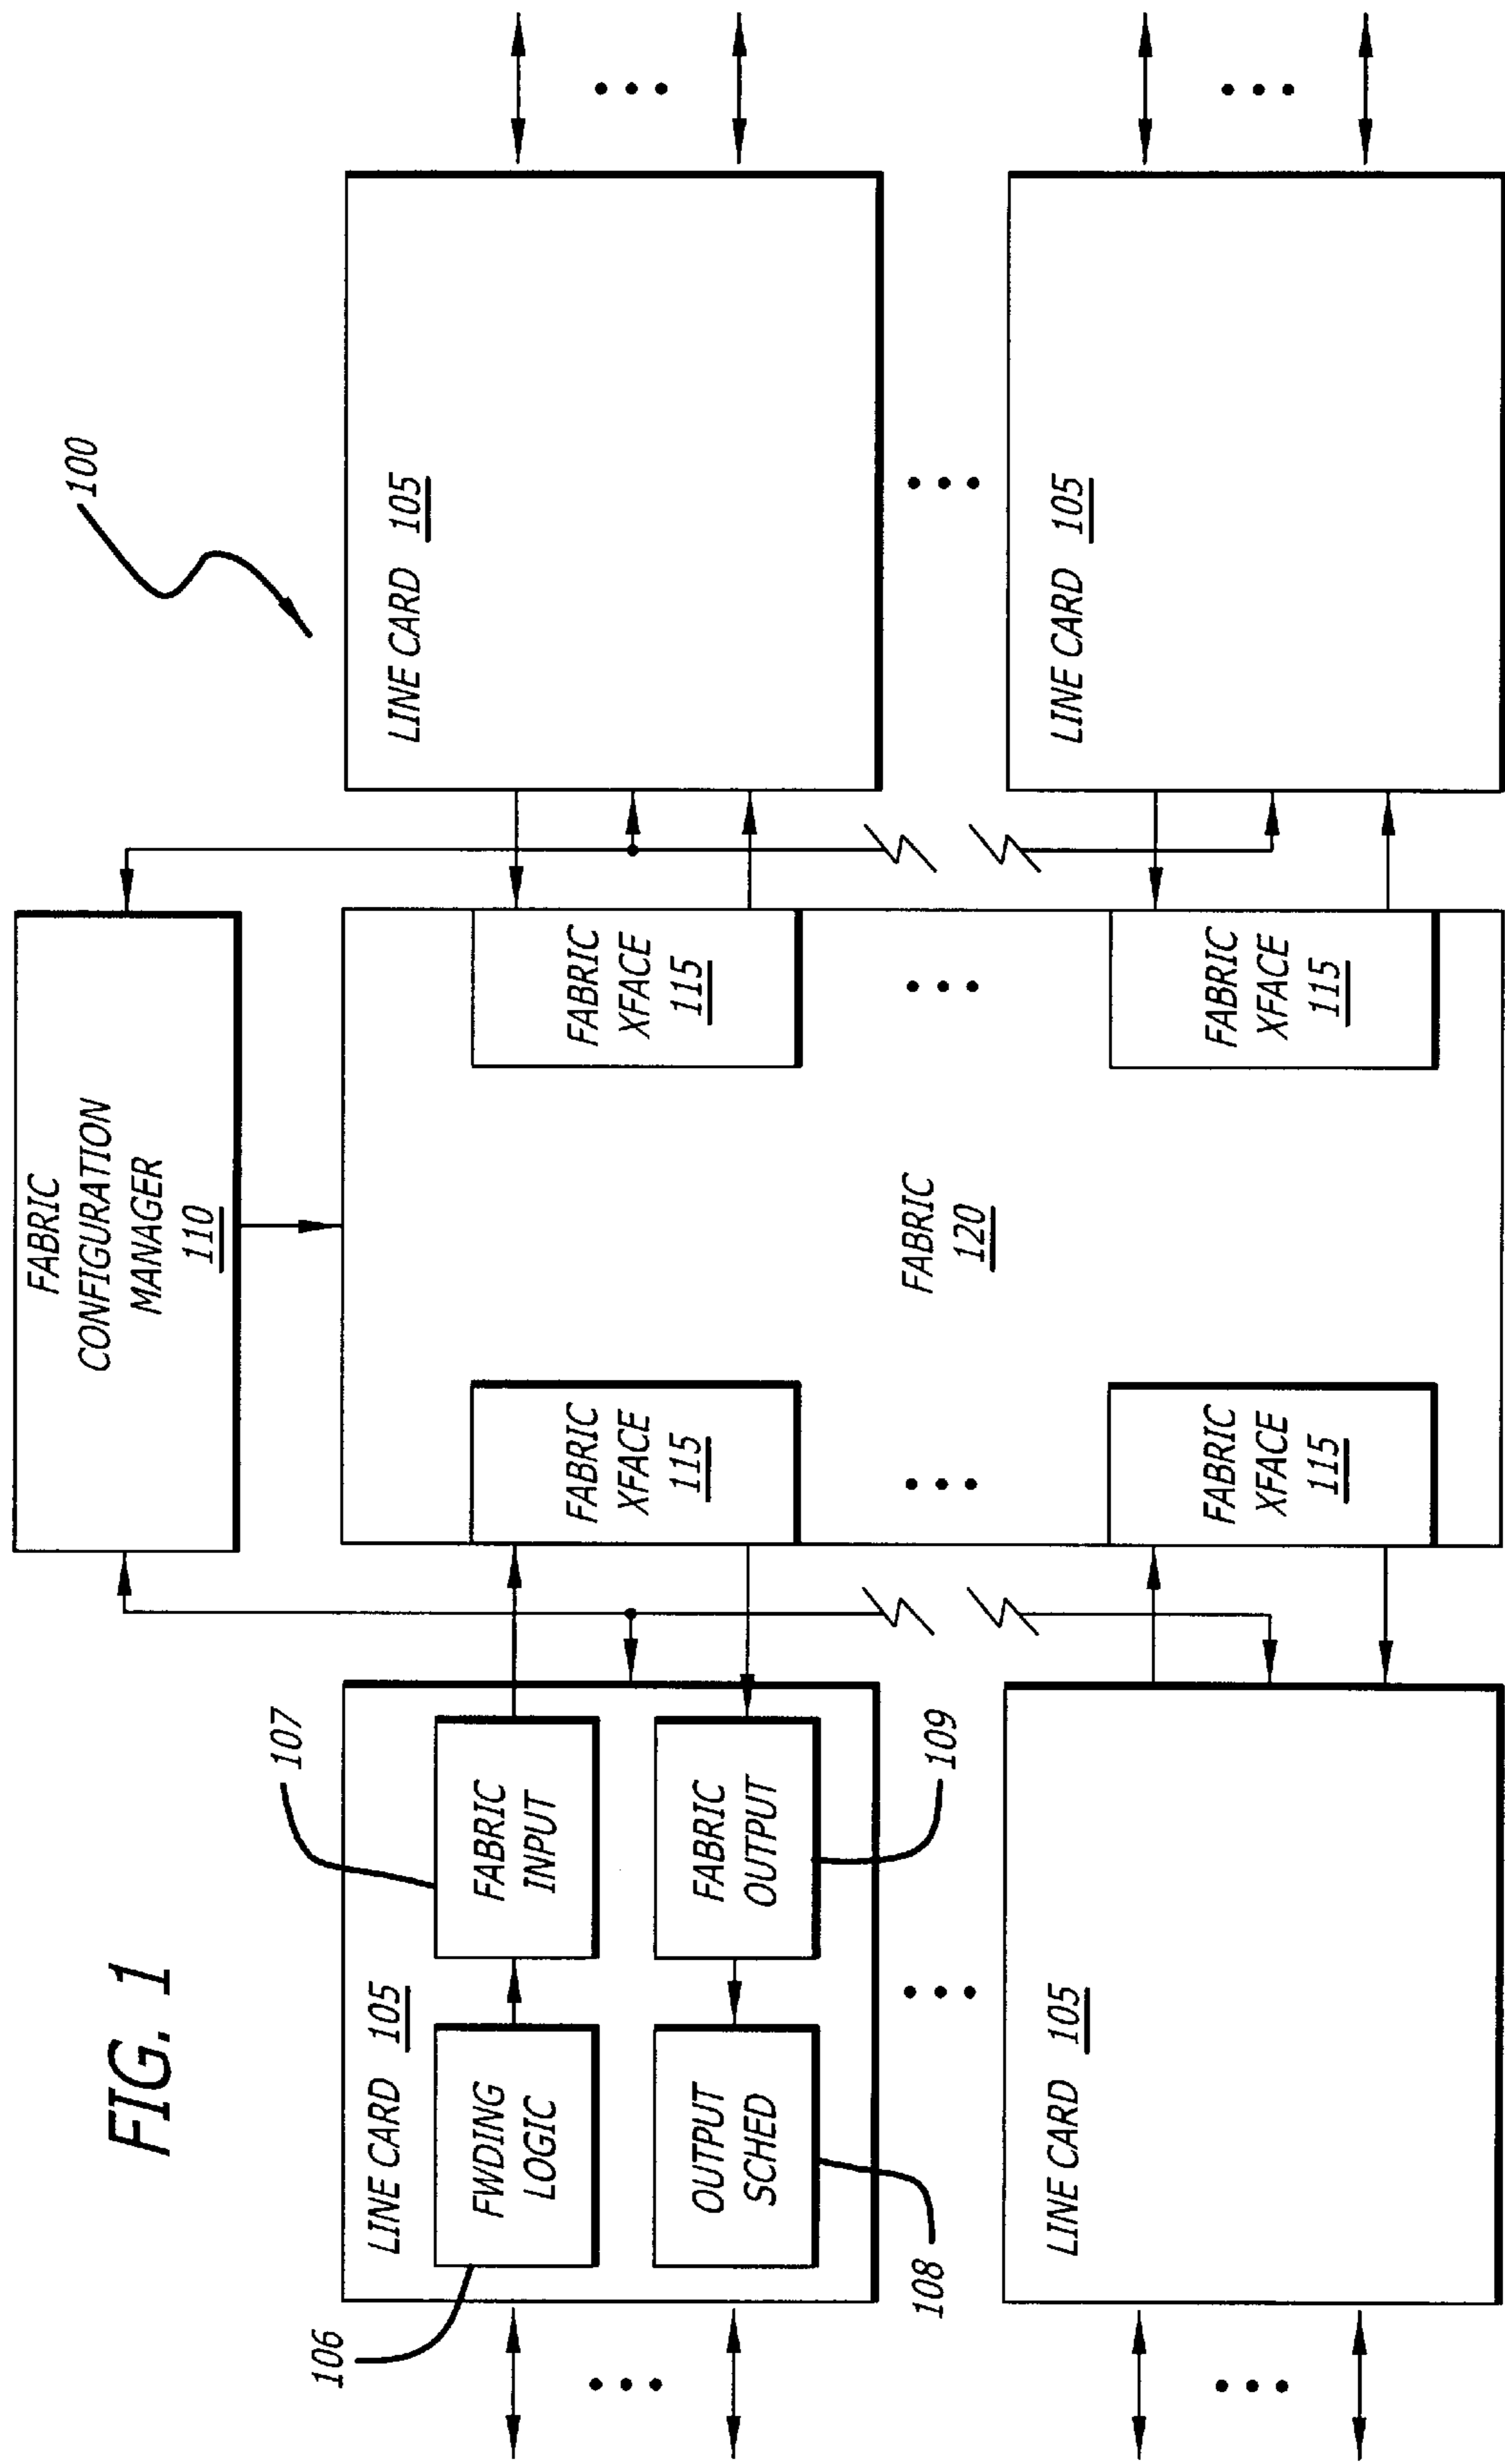 FIG. 1
100
FABRIC
CONFIGURATION
MANAGER
110
LINE CARD 105
106
FWDING
LOGIC
107
FABRIC
INPUT
OUTPUT
SCHED
108
FABRIC
OUTPUT
109
FABRIC
XFACE
115
FABRIC
XFACE
115
LINE CARD 105
FABRIC
120
LINE CARD 105
FABRIC
XFACE
115
FABRIC
XFACE
115
LINE CARD 105